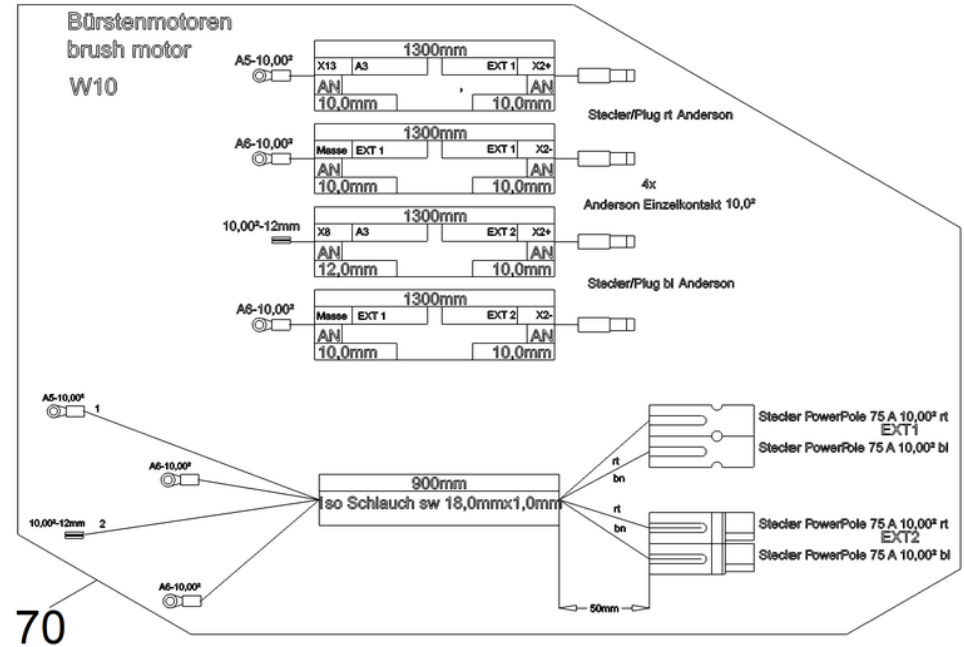 Bürstenmotoren
brush motor
W10
A5-10,00²
1300mm
X13 A3 EXT 1 X2+
AN AN
10,0mm 10,0mm
Stecker/Plug rt Anderson
A6-10,00²
1300mm
Masse EXT 1 EXT 1 X2-
AN AN
10,0mm 10,0mm
4x
Anderson Einzelkontakt 10,0²
10,00²-12mm
1300mm
X8 A3 EXT 2 X2+
AN AN
12,0mm 10,0mm
Stecker/Plug bl Anderson
A6-10,00²
1300mm
Masse EXT 1 EXT 2 X2-
AN AN
10,0mm 10,0mm
A5-10,00²
1
A6-10,00²
10,00²-12mm 2
A6-10,00²
900mm
Iso Schlauch sw 18,0mmx1,0mm
rt
bn
rt
bn
50mm
Stecker PowerPole 75 A 10,00² rt
EXT1
Stecker PowerPole 75 A 10,00² bl
Stecker PowerPole 75 A 10,00² rt
EXT2
Stecker PowerPole 75 A 10,00² bl
70